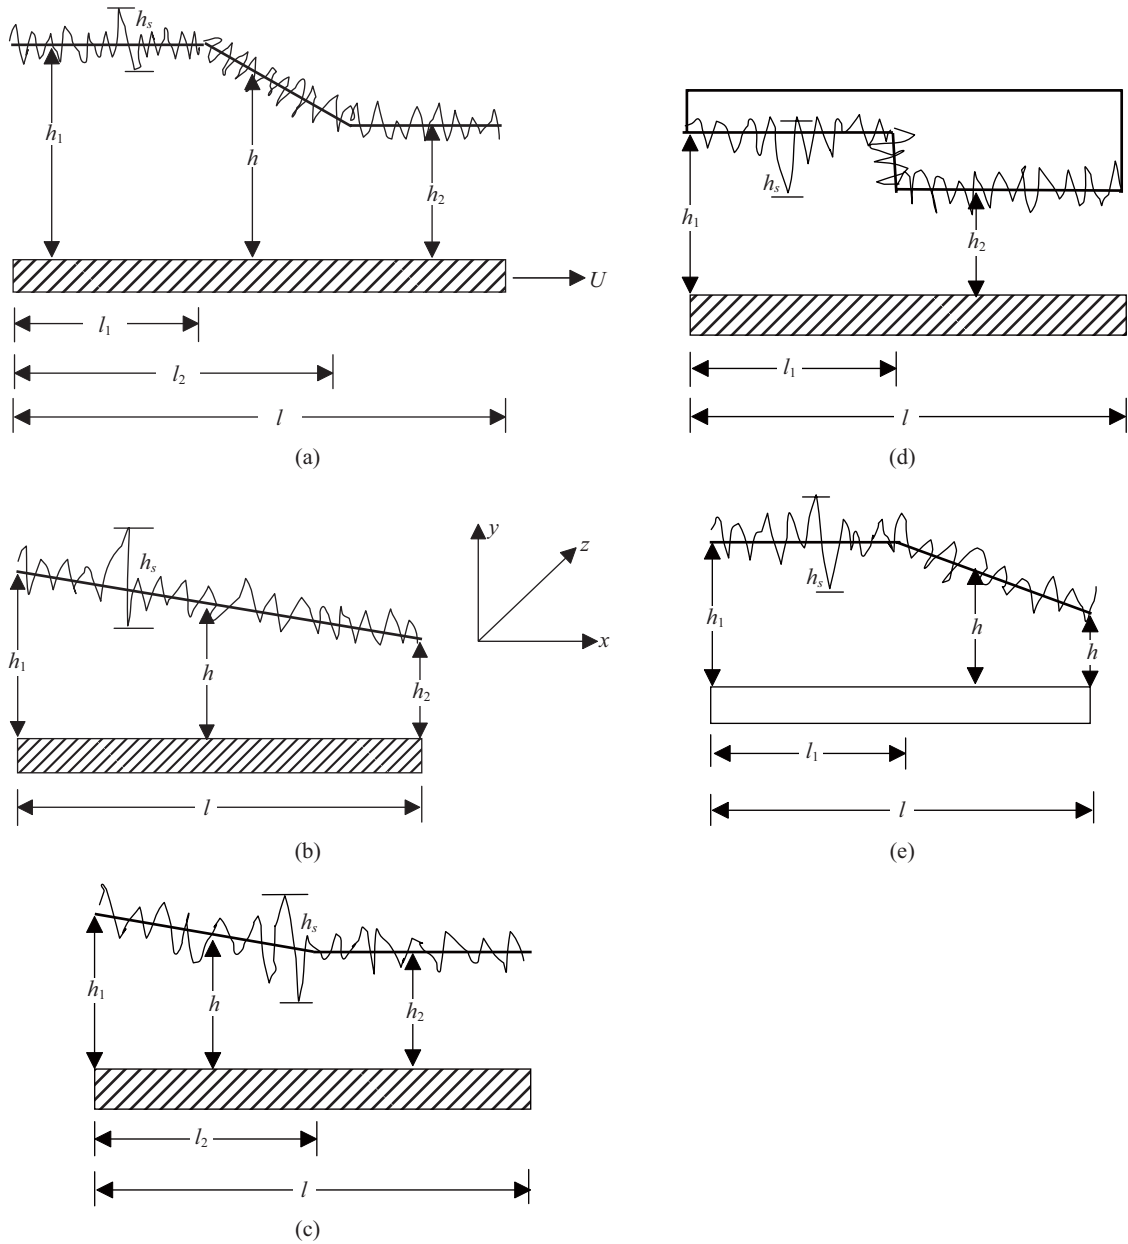 hₛ
h₁
h
h₂
U
l₁
l₂
l
(a)
hₛ
h₁
h₂
l₁
l
(d)
y
z
x
hₛ
h₁
h
h₂
l
(b)
hₛ
h₁
h
h
l₁
l
(e)
hₛ
h₁
h
h₂
l₂
l
(c)